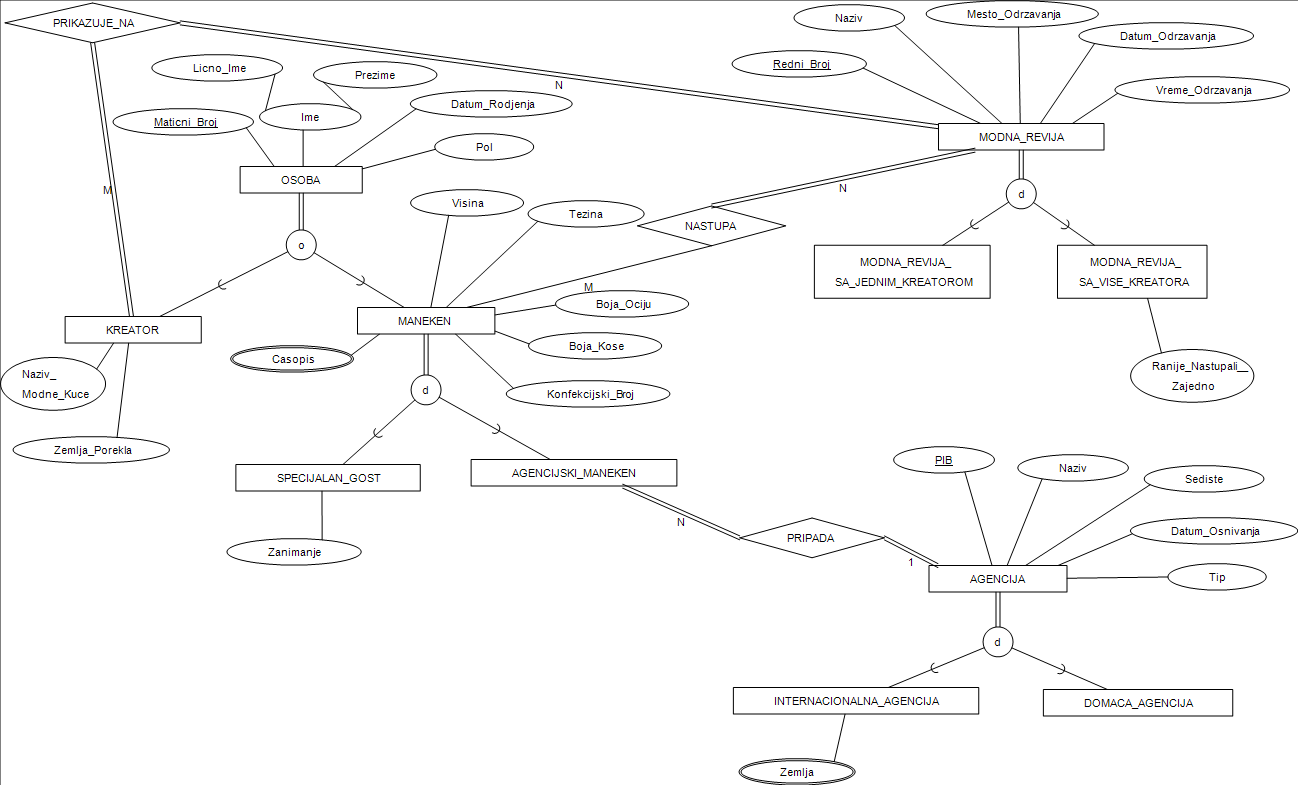 PRIKAZUJE_NA
Naziv
Mesto_Odrzavanja
Datum_Odrzavanja
Redni_Broj
Vreme_Odrzavanja
Licno_Ime
Prezime
N
Datum_Rodjenja
Maticni_Broj
Ime
MODNA_REVIJA
Pol
OSOBA
M
N
d
Visina
Tezina
NASTUPA
o
MODNA_REVIJA_
SA_JEDNIM_KREATOROM
MODNA_REVIJA_
SA_VISE_KREATORA
M
Boja_Ociju
KREATOR
MANEKEN
Boja_Kose
Casopis
Naziv_
Modne_Kuce
d
Konfekcijski_Broj
Ranije_Nastupali__
Zajedno
Zemlja_Porekla
SPECIJALAN_GOST
AGENCIJSKI_MANEKEN
PIB
Naziv
Sediste
N
Datum_Osnivanja
PRIPADA
Zanimanje
1
AGENCIJA
Tip
d
INTERNACIONALNA_AGENCIJA
DOMACA_AGENCIJA
Zemlja